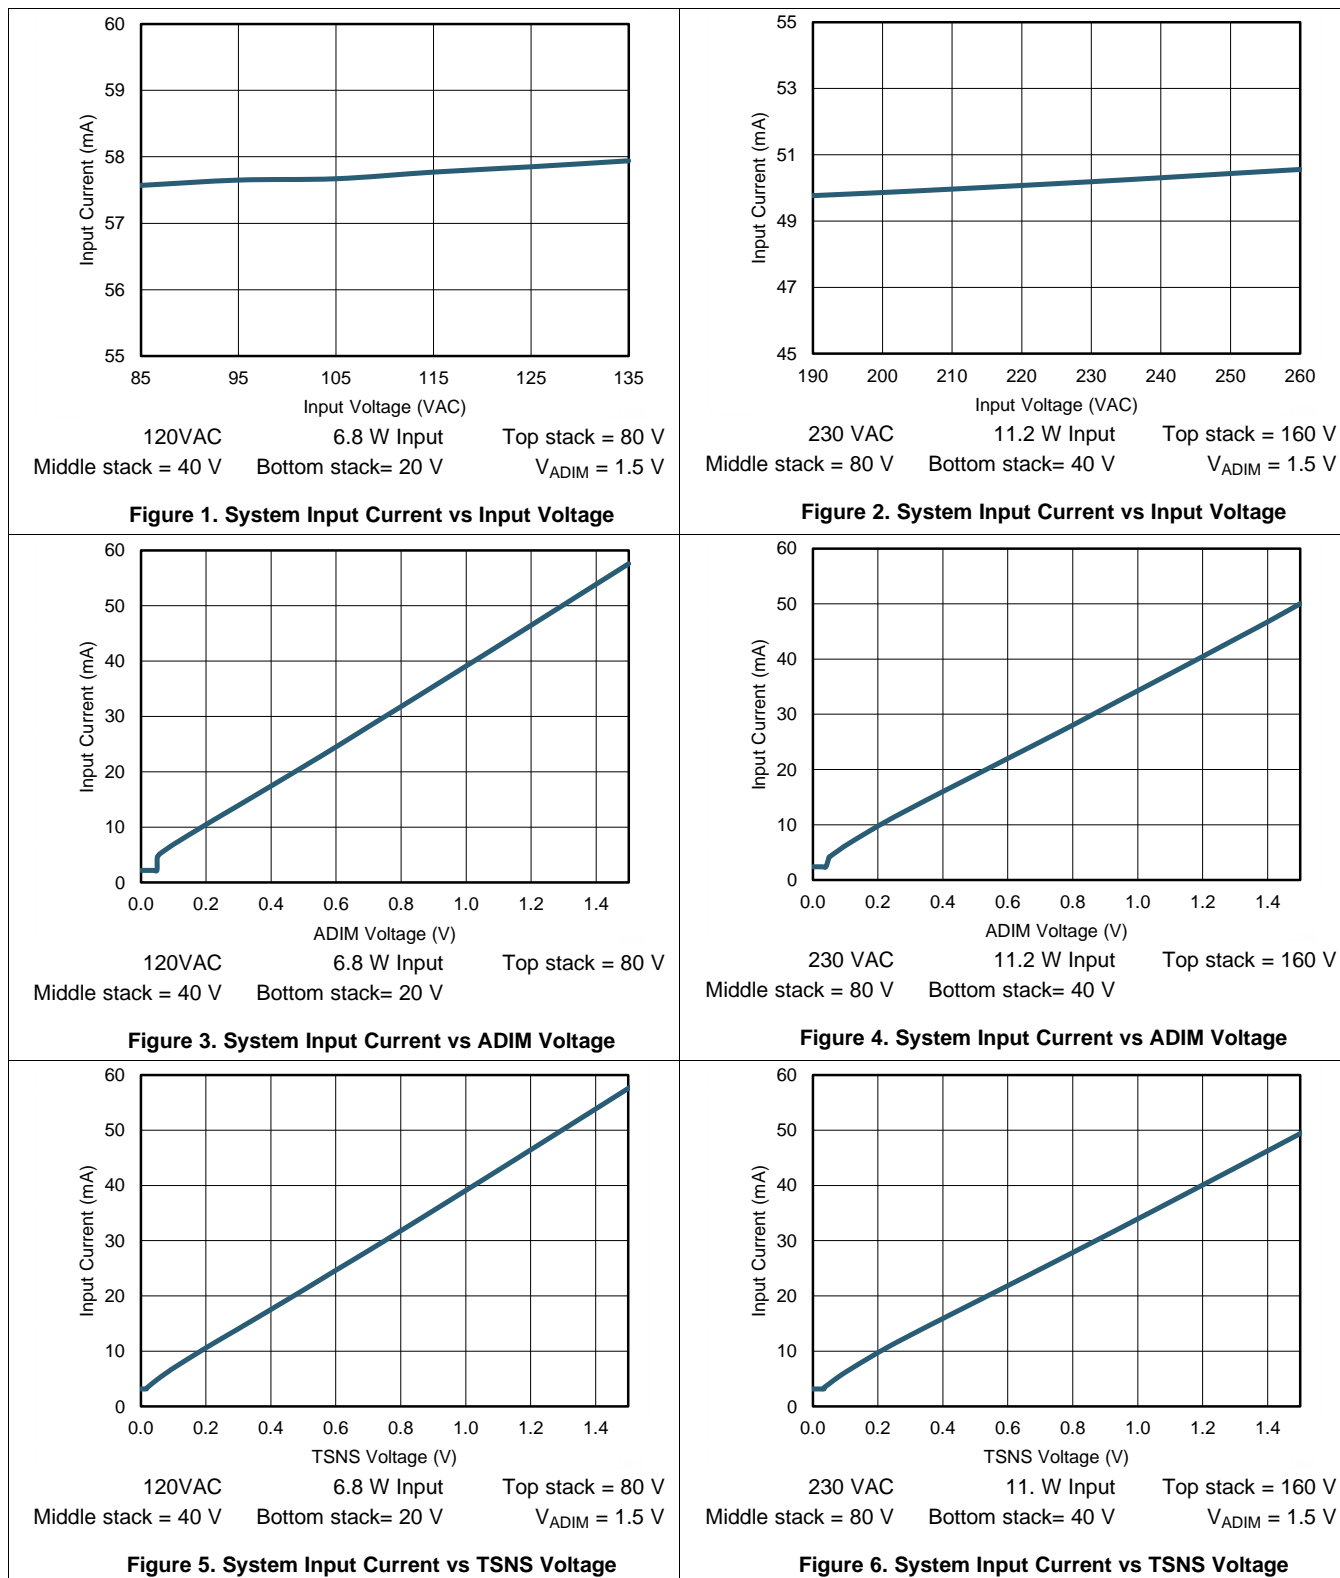 60
59
58
57
56
55
Input Current (mA)
85 95 105 115 125 135
Input Voltage (VAC)
120VAC 6.8 W Input Top stack = 80 V
Middle stack = 40 V Bottom stack= 20 V VADIM = 1.5 V
Figure 1. System Input Current vs Input Voltage
55
53
51
49
47
45
Input Current (mA)
190 200 210 220 230 240 250 260
Input Voltage (VAC)
230 VAC 11.2 W Input Top stack = 160 V
Middle stack = 80 V Bottom stack= 40 V VADIM = 1.5 V
Figure 2. System Input Current vs Input Voltage
60
50
40
30
20
10
0
Input Current (mA)
0.0 0.2 0.4 0.6 0.8 1.0 1.2 1.4
ADIM Voltage (V)
120VAC 6.8 W Input Top stack = 80 V
Middle stack = 40 V Bottom stack= 20 V
Figure 3. System Input Current vs ADIM Voltage
60
50
40
30
20
10
0
Input Current (mA)
0.0 0.2 0.4 0.6 0.8 1.0 1.2 1.4
ADIM Voltage (V)
230 VAC 11.2 W Input Top stack = 160 V
Middle stack = 80 V Bottom stack= 40 V
Figure 4. System Input Current vs ADIM Voltage
60
50
40
30
20
10
0
Input Current (mA)
0.0 0.2 0.4 0.6 0.8 1.0 1.2 1.4
TSNS Voltage (V)
120VAC 6.8 W Input Top stack = 80 V
Middle stack = 40 V Bottom stack= 20 V VADIM = 1.5 V
Figure 5. System Input Current vs TSNS Voltage
60
50
40
30
20
10
0
Input Current (mA)
0.0 0.2 0.4 0.6 0.8 1.0 1.2 1.4
TSNS Voltage (V)
230 VAC 11. W Input Top stack = 160 V
Middle stack = 80 V Bottom stack= 40 V VADIM = 1.5 V
Figure 6. System Input Current vs TSNS Voltage